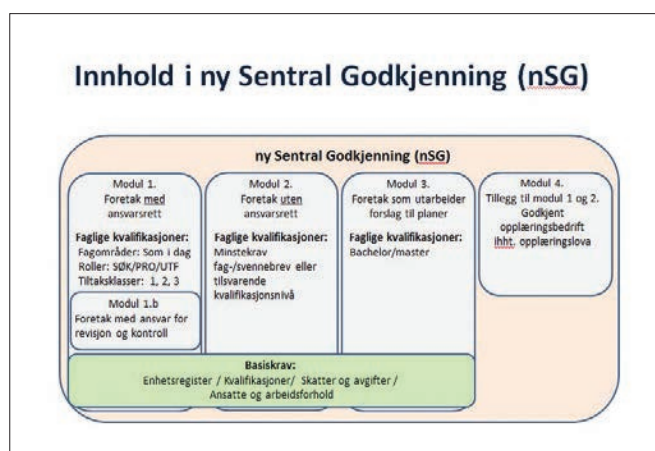 Innhold i ny Sentral Godkjenning (nSG)
ny Sentral Godkjenning (nSG)
Modul 1.
Foretak med
ansvarsrett
Faglige kvalifikasjoner:
Fagområder: Som i dag
Roller: SØK/PRO/UTF
Tiltaksklasser: 1, 2, 3
Modul 1.b
Foretak med ansvar for
revisjon og kontroll
Modul 2.
Foretak uten
ansvarsrett
Faglige kvalifikasjoner:
Minstekrav
fag-/svennebrev eller
tilsvarende
kvalifikasjonsnivå
Modul 3.
Foretak som utarbeider
forslag til planer
Faglige kvalifikasjoner:
Bachelor/master
Modul 4.
Tillegg til modul 1 og 2.
Godkjent
opplæringsbedrift
ihht. opplæringslova
Basiskrav:
Enhetsregister / Kvalifikasjoner/ Skatter og avgifter /
Ansatte og arbeidsforhold